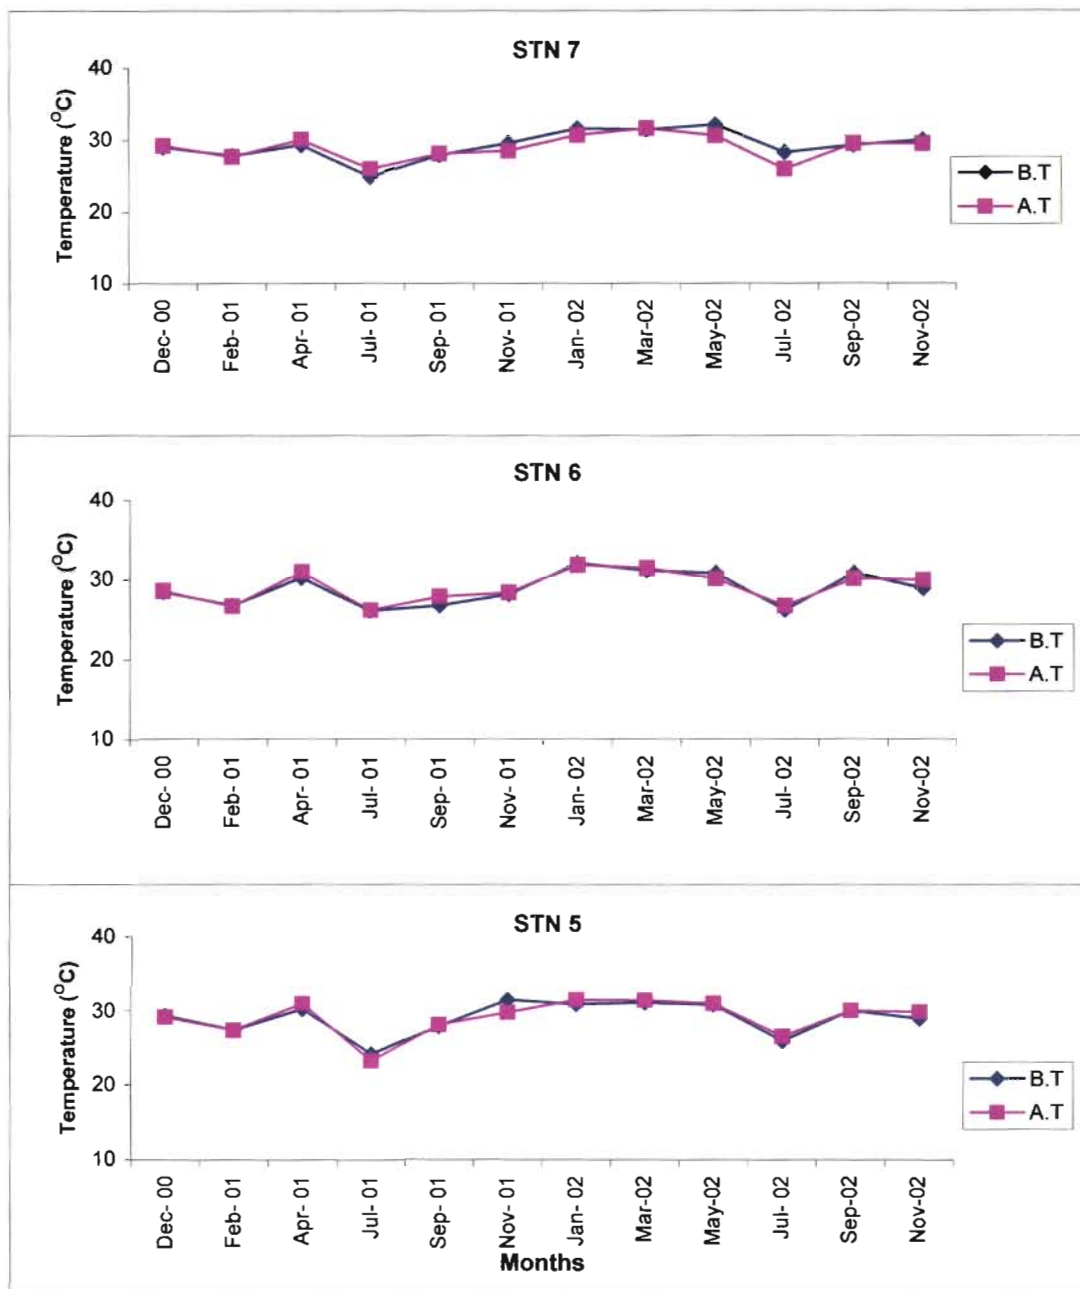 STN 7
Temperature (°C)
40
30
20
10
Dec- 00
Feb- 01
Apr- 01
Jul- 01
Sep- 01
Nov- 01
Jan- 02
Mar-02
May-02
Jul- 02
Sep-02
Nov-02
B.T
A.T
STN 6
Temperature (°C)
40
30
20
10
Dec- 00
Feb- 01
Apr- 01
Jul- 01
Sep- 01
Nov- 01
Jan- 02
Mar-02
May-02
Jul- 02
Sep-02
Nov-02
B.T
A.T
STN 5
Temperature (°C)
40
30
20
10
Dec- 00
Feb- 01
Apr- 01
Jul- 01
Sep- 01
Nov- 01
Jan- 02
Mar-02
May-02
Jul- 02
Sep-02
Nov-02
B.T
A.T
Months